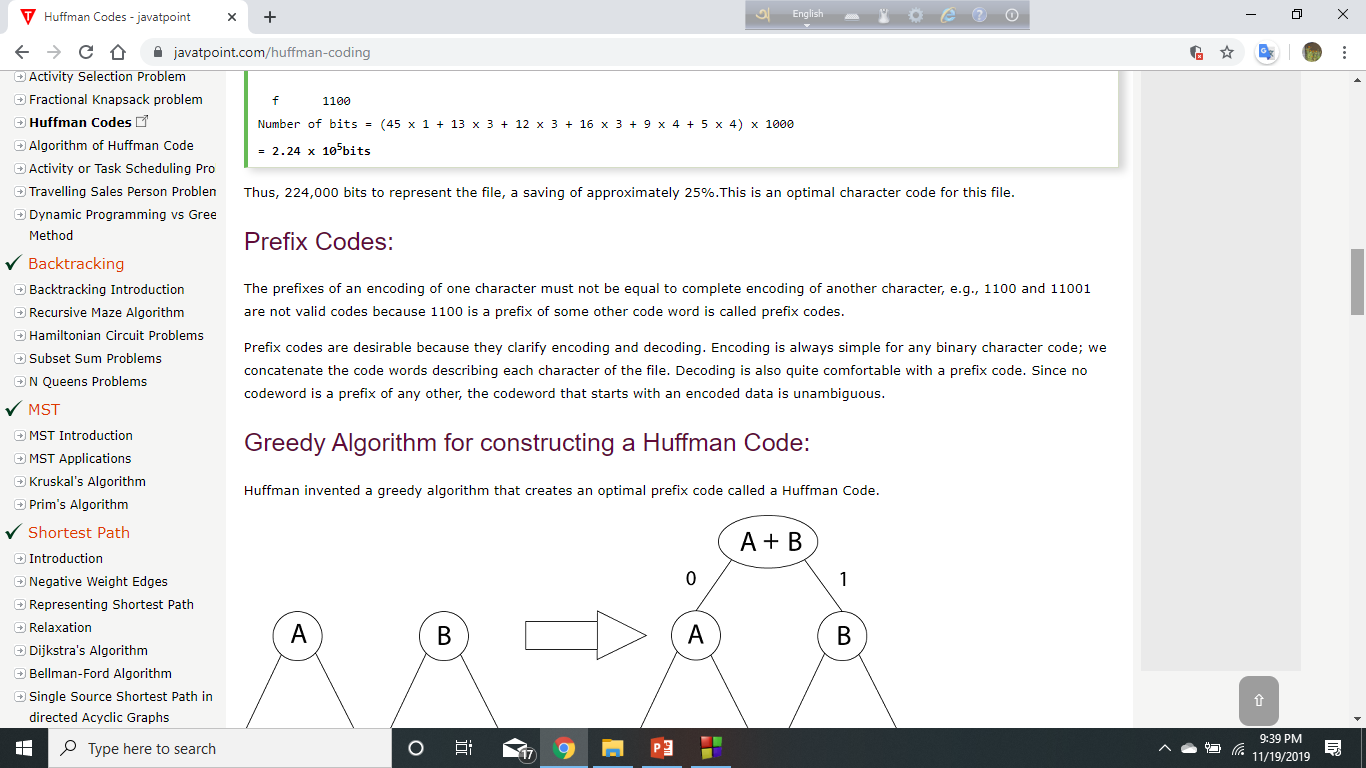 Huffman Codes - javatpoint
English
javatpoint.com/huffman-coding
Activity Selection Problem
Fractional Knapsack problem
Huffman Codes
Algorithm of Huffman Code
Activity or Task Scheduling Pro
Travelling Sales Person Problen
Dynamic Programming vs Gree
Method
Backtracking
Backtracking Introduction
Recursive Maze Algorithm
Hamiltonian Circuit Problems
Subset Sum Problems
N Queens Problems
MST
MST Introduction
MST Applications
Kruskal's Algorithm
Prim's Algorithm
Shortest Path
Introduction
Negative Weight Edges
Representing Shortest Path
Relaxation
Dijkstra's Algorithm
Bellman-Ford Algorithm
Single Source Shortest Path in
directed Acyclic Graphs
f 1100
Number of bits = (45 x 1 + 13 x 3 + 12 x 3 + 16 x 3 + 9 x 4 + 5 x 4) x 1000
= 2.24 x 10⁵bits
Thus, 224,000 bits to represent the file, a saving of approximately 25%.This is an optimal character code for this file.
Prefix Codes:
The prefixes of an encoding of one character must not be equal to complete encoding of another character, e.g., 1100 and 11001
are not valid codes because 1100 is a prefix of some other code word is called prefix codes.
Prefix codes are desirable because they clarify encoding and decoding. Encoding is always simple for any binary character code; we
concatenate the code words describing each character of the file. Decoding is also quite comfortable with a prefix code. Since no
codeword is a prefix of any other, the codeword that starts with an encoded data is unambiguous.
Greedy Algorithm for constructing a Huffman Code:
Huffman invented a greedy algorithm that creates an optimal prefix code called a Huffman Code.
A + B
0 1
A B A B
Type here to search
17
9:39 PM
11/19/2019